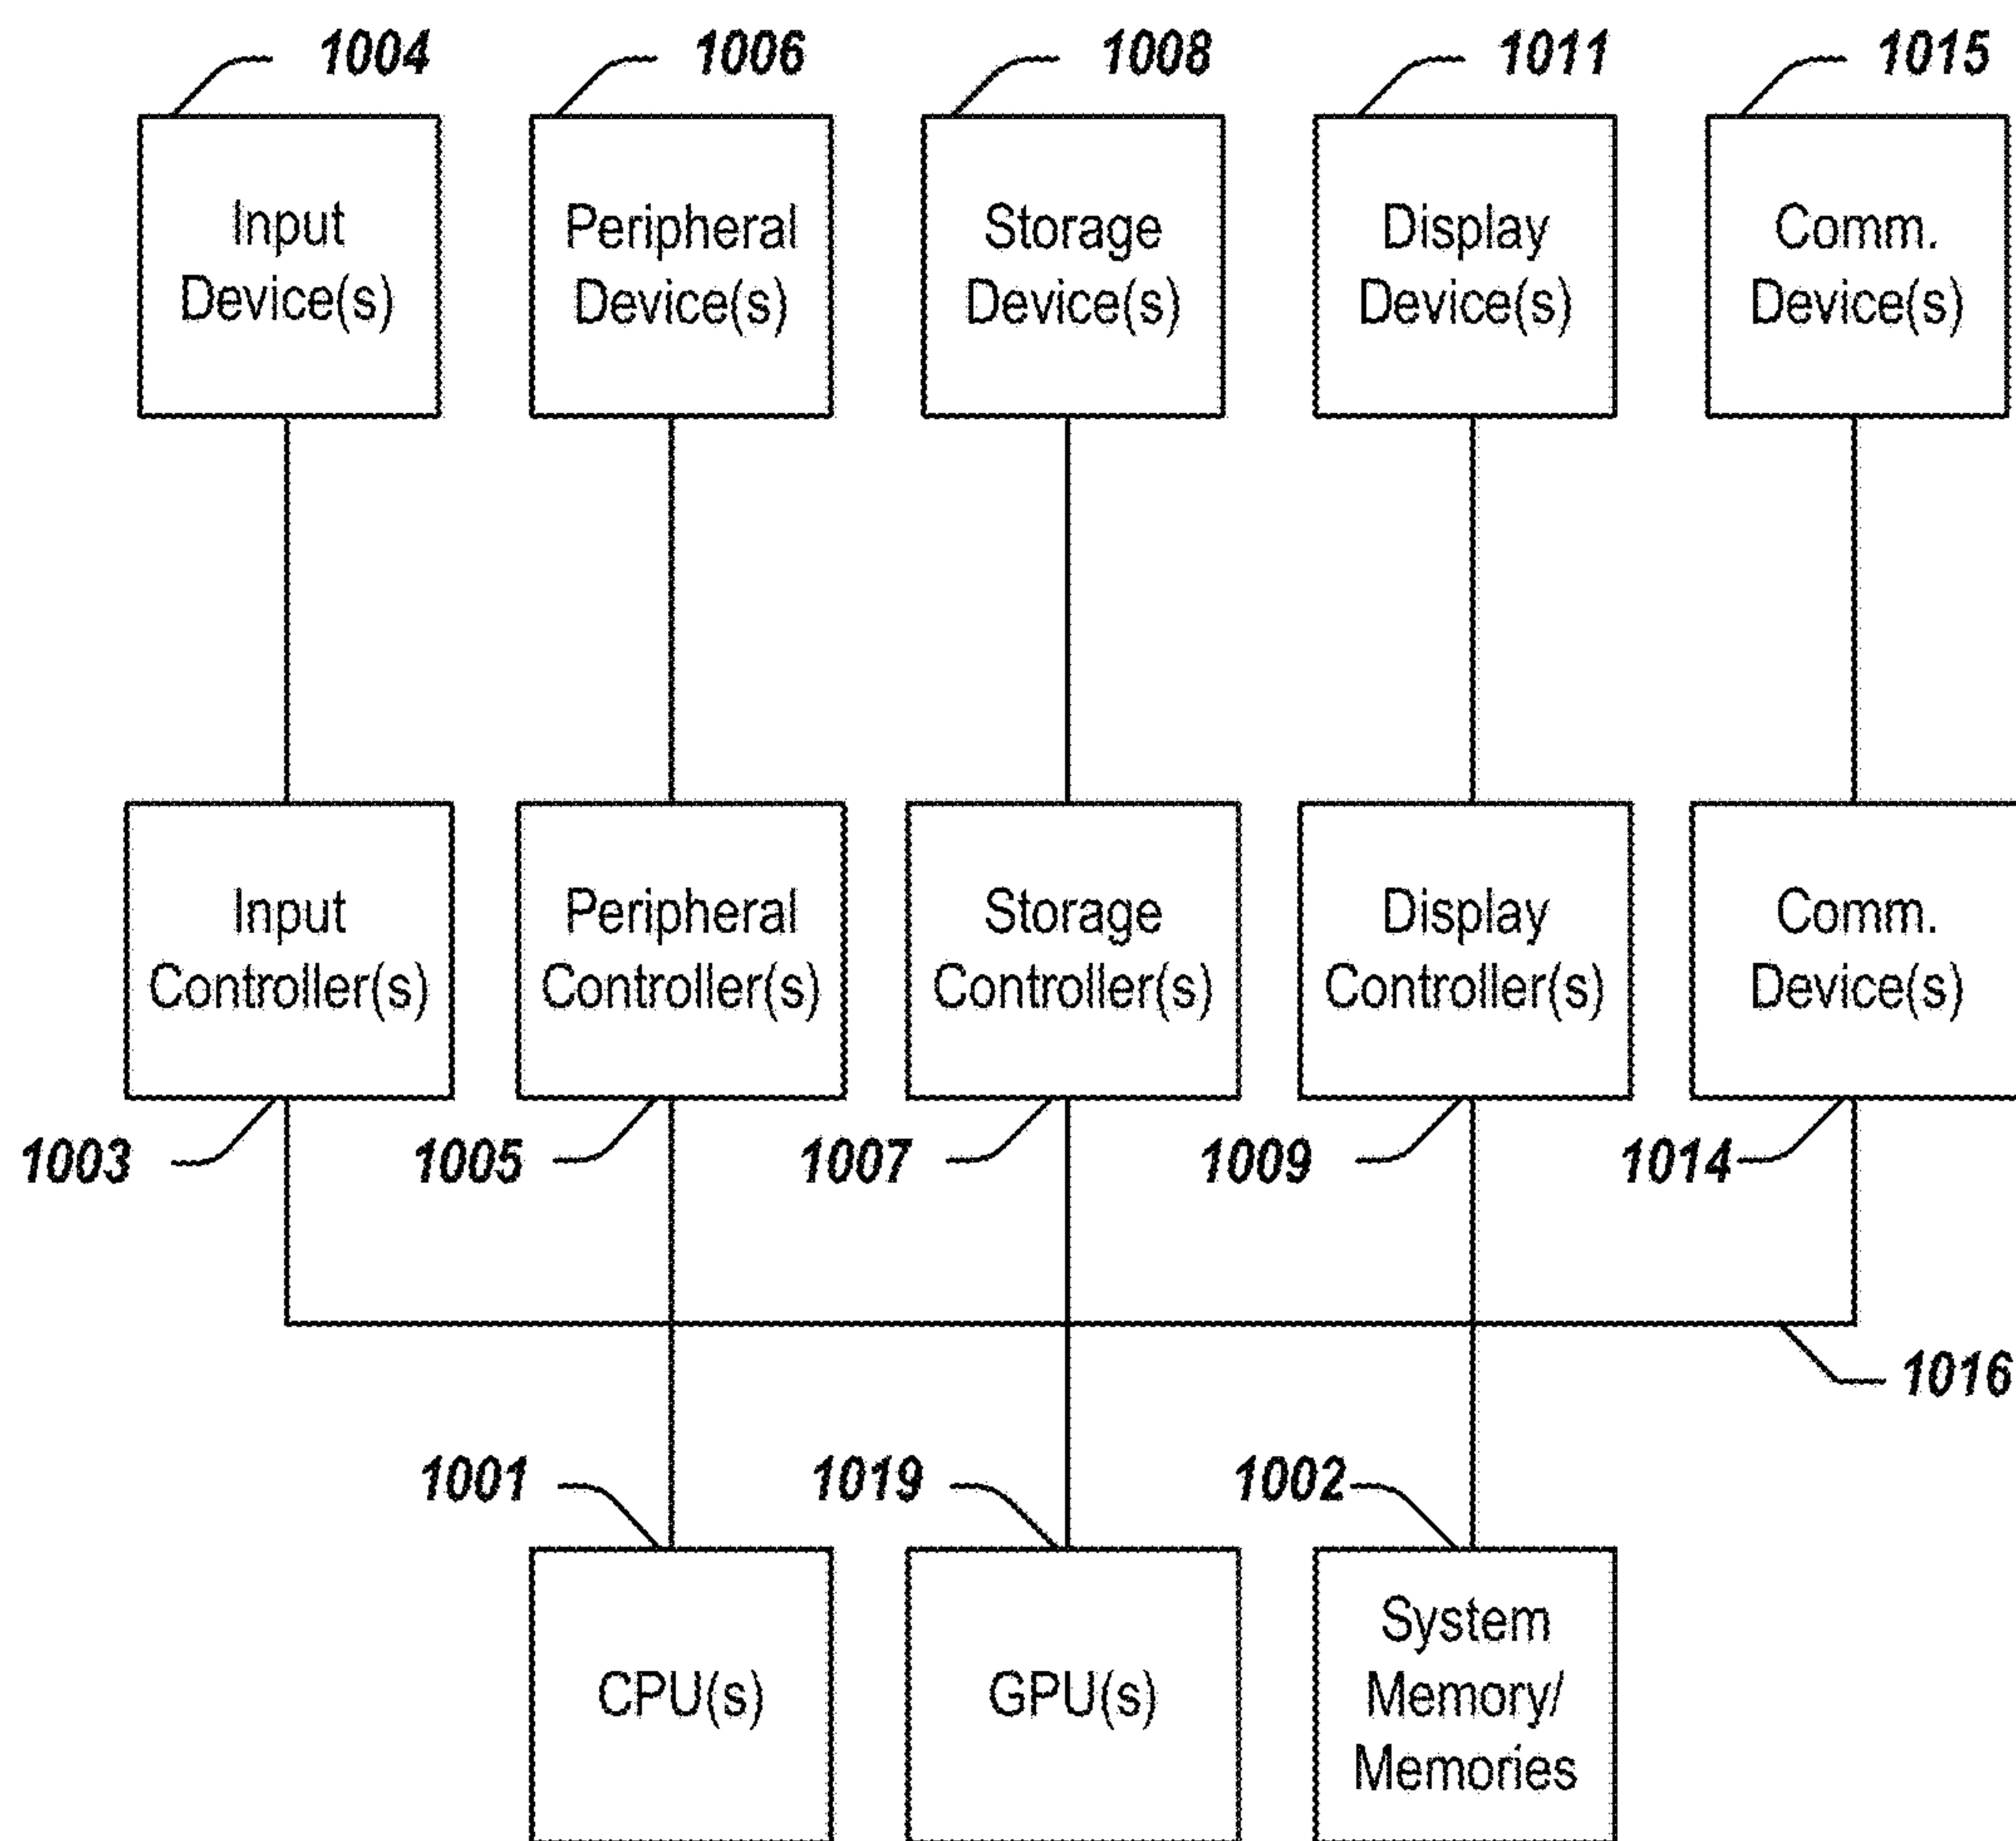 1004
1006
1008
1011
1015
Input
Device(s)
Peripheral
Device(s)
Storage
Device(s)
Display
Device(s)
Comm.
Device(s)
Input
Controller(s)
Peripheral
Controller(s)
Storage
Controller(s)
Display
Controller(s)
Comm.
Device(s)
1003
1005
1007
1009
1014
1016
1001
1019
1002
CPU(s)
GPU(s)
System
Memory/
Memories